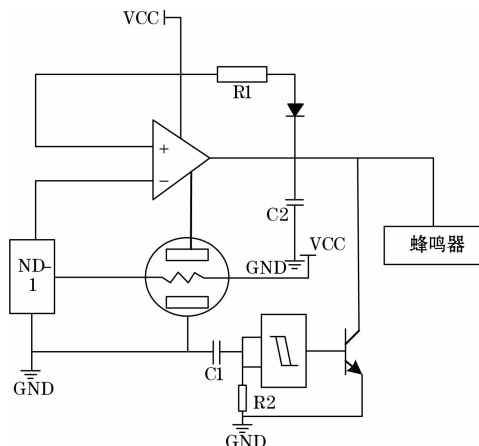 VCC
R1
+
−
C2
VCC
蜂鸣器
ND-
1
GND
GND
C1
R2
GND